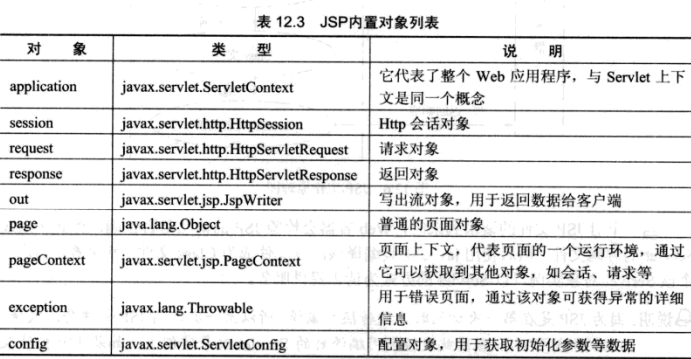 表 12.3 JSP内置对象列表
对 象 类 型 说 明
application javax.servlet.ServletContext 它代表了整个 Web 应用程序，与 Servlet 上下
文是同一个概念
session javax.servlet.http.HttpSession Http 会话对象
request javax.servlet.http.HttpServletRequest 请求对象
response javax.servlet.http.HttpServletResponse 返回对象
out javax.servlet.jsp.JspWriter 写出流对象，用于返回数据给客户端
page java.lang.Object 普通的页面对象
pageContext javax.servlet.jsp.PageContext 页面上下文，代表页面的一个运行环境，通过
它可以获取到其他对象，如会话、请求等
exception javax.lang.Throwable 用于错误页面，通过该对象可获得异常的详细
信息
config javax.servlet.ServletConfig 配置对象，用于获取初始化参数等数据